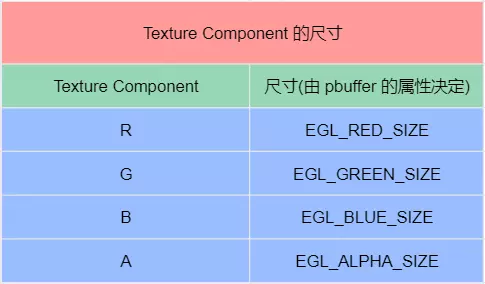 Texture Component 的尺寸
Texture Component 尺寸(由 pbuffer 的属性决定)
R EGL_RED_SIZE
G EGL_GREEN_SIZE
B EGL_BLUE_SIZE
A EGL_ALPHA_SIZE